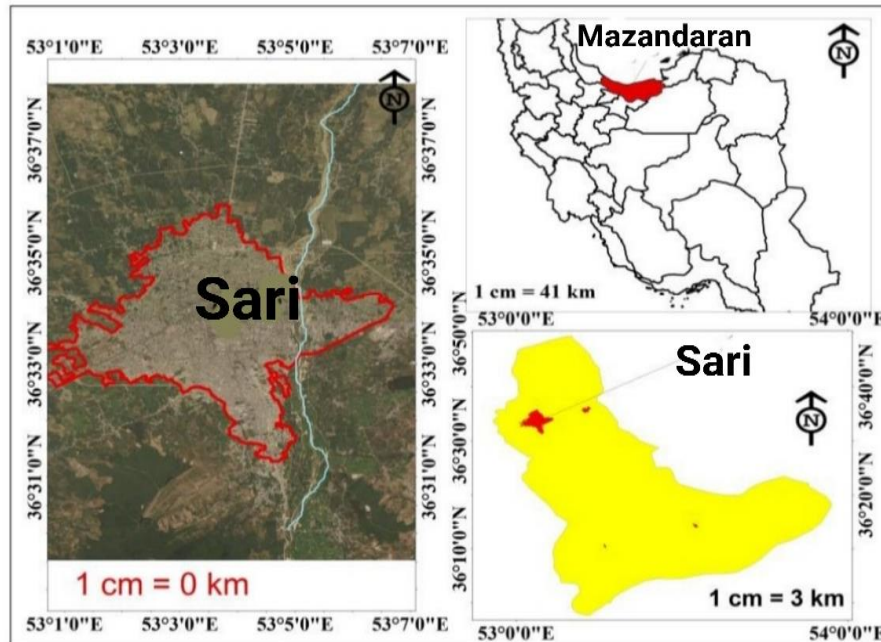 53°1'0"E 53°3'0"E 53°5'0"E 53°7'0"E
N
36°37'0"N
36°35'0"N
36°33'0"N
36°31'0"N
Sari
36°37'0"N
36°35'0"N
36°33'0"N
36°31'0"N
1 cm = 0 km
53°1'0"E 53°3'0"E 53°5'0"E 53°7'0"E
Mazandaran
N
1 cm = 41 km
53°0'0"E 54°0'0"E
36°50'0"N
36°30'0"N
36°10'0"N
Sari
N
36°40'0"N
36°20'0"N
1 cm = 3 km
53°0'0"E 54°0'0"E